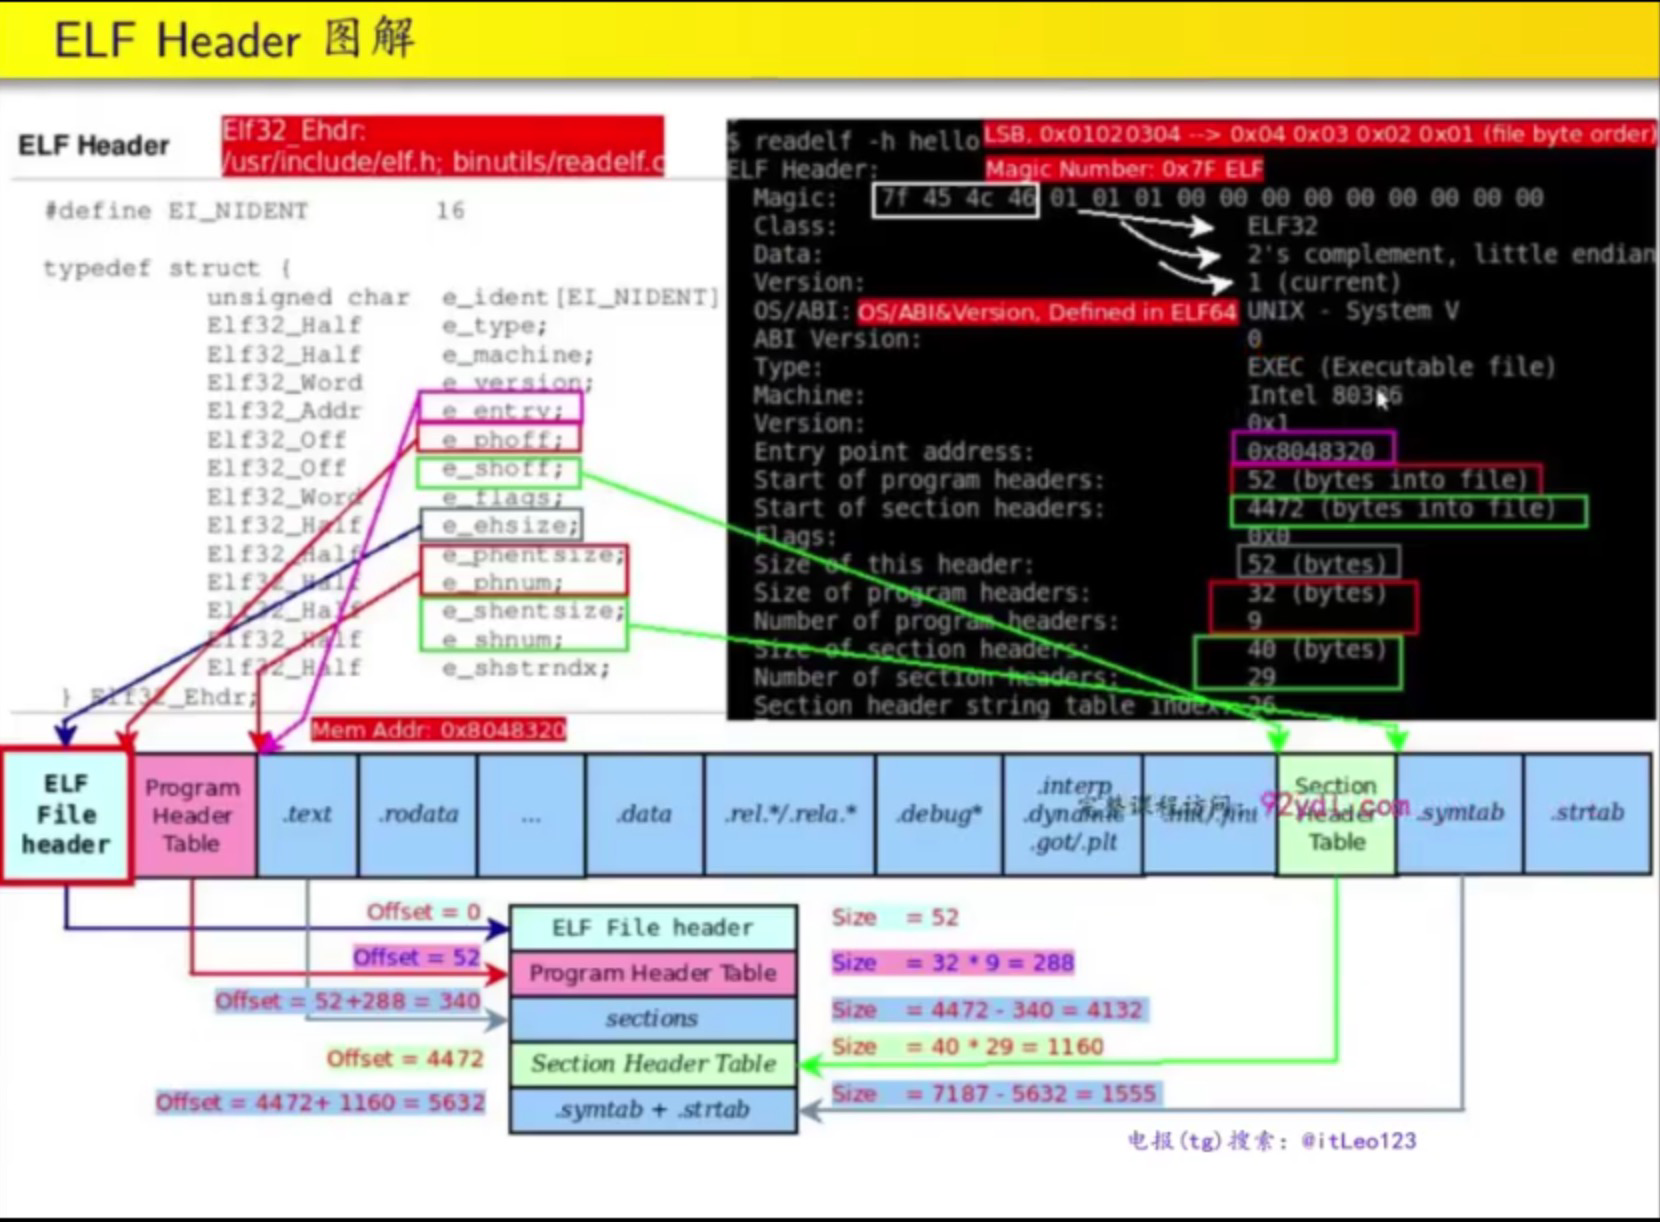 ELF Header 图解
ELF Header
Elf32_Ehdr:
/usr/include/elf.h; binutils/readelf.c
#define EI_NIDENT 16
typedef struct {
unsigned char e_ident[EI_NIDENT]
Elf32_Half e_type;
Elf32_Half e_machine;
Elf32_Word e_version;
Elf32_Addr e_entry;
Elf32_Off e_phoff;
Elf32_Off e_shoff;
Elf32_Word e_flags;
Elf32_Half e_ehsize;
Elf32_Half e_phentsize;
Elf32_Half e_phnum;
Elf32_Half e_shentsize;
Elf32_Half e_shnum;
Elf32_Half e_shstrndx;
} Elf32_Ehdr;
$ readelf -h hello
LSB, 0x01020304 --> 0x04 0x03 0x02 0x01 (file byte order)
ELF Header:
Magic Number: 0x7F ELF
Magic: 7f 45 4c 46 01 01 01 00 00 00 00 00 00 00 00 00
Class: ELF32
Data: 2's complement, little endian
Version: 1 (current)
OS/ABI: OS/ABI&Version, Defined in ELF64 UNIX - System V
ABI Version: 0
Type: EXEC (Executable file)
Machine: Intel 80386
Version: 0x1
Entry point address: 0x8048320
Start of program headers: 52 (bytes into file)
Start of section headers: 4472 (bytes into file)
Flags: 0x0
Size of this header: 52 (bytes)
Size of program headers: 32 (bytes)
Number of program headers: 9
Size of section headers: 40 (bytes)
Number of section headers: 29
Section header string table index: 26
Mem Addr: 0x8048320
ELF
File
header
Program
Header
Table
.text
.rodata
...
.data
.rel.*/.rela.*
.debug*
.interp
.dynamic
.got/.plt
.init/.fini
Section
Header
Table
.symtab
.strtab
完整课程访问: 92ydi.com
Offset = 0
ELF File header
Size = 52
Offset = 52
Program Header Table
Size = 32 * 9 = 288
Offset = 52+288 = 340
sections
Size = 4472 - 340 = 4132
Offset = 4472
Section Header Table
Size = 40 * 29 = 1160
Offset = 4472+ 1160 = 5632
.symtab + .strtab
Size = 7187 - 5632 = 1555
电报(tg)搜索: @itLeo123